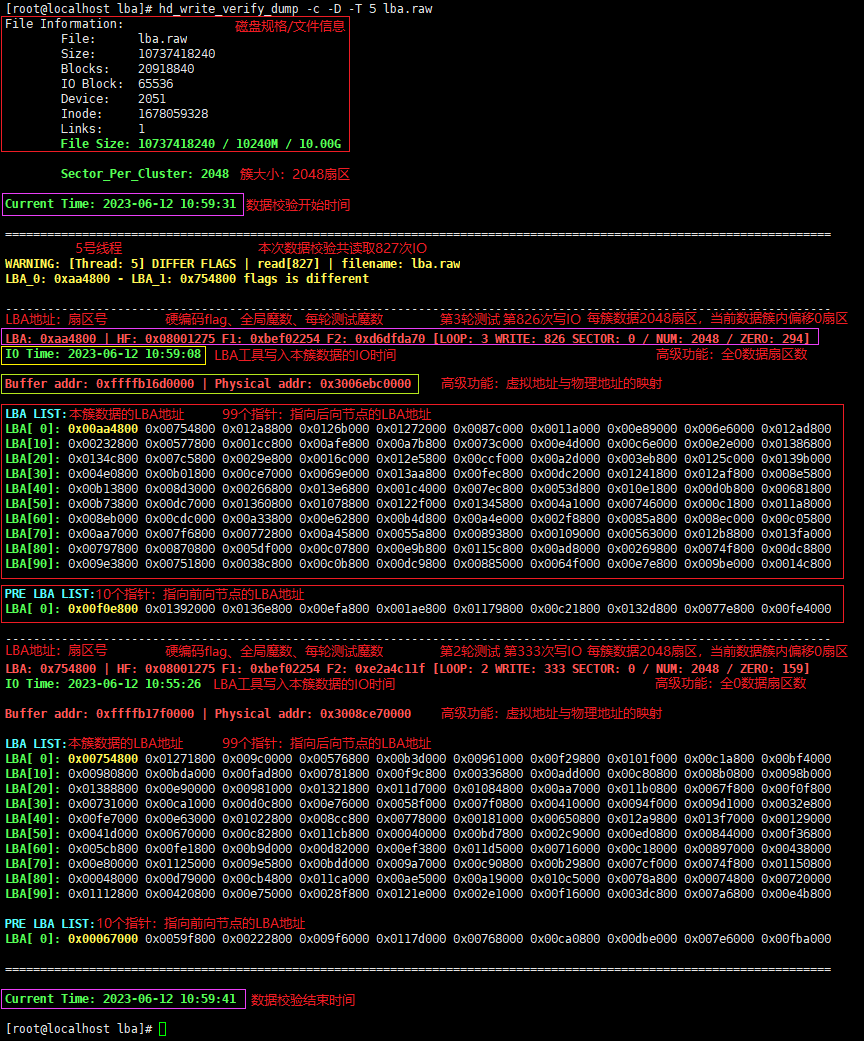 [root@localhost lba]# hd_write_verify_dump -c -D -T 5 lba.raw
File Information: 磁盘规格/文件信息
File: lba.raw
Size: 10737418240
Blocks: 20918840
IO Block: 65536
Device: 2051
Inode: 1678059328
Links: 1
File Size: 10737418240 / 10240M / 10.00G
Sector_Per_Cluster: 2048 簇大小：2048扇区
Current Time: 2023-06-12 10:59:31 数据校验开始时间
=====================================================================================================
5号线程 本次数据校验共读取827次IO
WARNING: [Thread: 5] DIFFER FLAGS | read[827] | filename: lba.raw
LBA_0: 0xaa4800 - LBA_1: 0x754800 flags is different
-----------------------------------------------------------------------------------------------------
LBA地址：扇区号 硬编码flag、全局魔数、每轮测试魔数 第3轮测试 第826次写IO 每簇数据2048扇区，当前数据簇内偏移0扇区
LBA: 0xaa4800 | HF: 0x08001275 F1: 0xbef02254 F2: 0xd6dfda70 [LOOP: 3 WRITE: 826 SECTOR: 0 / NUM: 2048 / ZERO: 294]
IO Time: 2023-06-12 10:59:08 LBA工具写入本簇数据的IO时间 高级功能：全0数据扇区数
Buffer addr: 0xffffb16d0000 | Physical addr: 0x3006ebc0000 高级功能：虚拟地址与物理地址的映射
LBA LIST:本簇数据的LBA地址 99个指针：指向后向节点的LBA地址
LBA[ 0]: 0x00aa4800 0x00754800 0x012a8800 0x0126b000 0x01272000 0x0087c000 0x0011a000 0x00e89000 0x006e6000 0x012ad800
LBA[10]: 0x00232800 0x00577800 0x001cc800 0x00afe800 0x00a7b800 0x0073c000 0x00e4d000 0x00c6e000 0x00e2e000 0x01386800
LBA[20]: 0x0134c800 0x007c5800 0x0029e800 0x0016c000 0x012e5800 0x00ccf000 0x00a2d000 0x003eb800 0x0125c000 0x0139b000
LBA[30]: 0x004e0800 0x00b01800 0x00ce7000 0x0069e000 0x013aa800 0x00fec800 0x00dc2000 0x01241800 0x012af800 0x008e5800
LBA[40]: 0x00b13800 0x008d3000 0x00266800 0x013e6800 0x001c4000 0x007ec800 0x0053d800 0x010e1800 0x00d0b800 0x00681800
LBA[50]: 0x00b73800 0x00dc7000 0x01360800 0x01078800 0x0122f000 0x01345800 0x004a1000 0x00746000 0x000c1800 0x011a8000
LBA[60]: 0x008eb000 0x00cdc000 0x00a33800 0x00e62800 0x00b4d800 0x00a4e000 0x002f8800 0x0085a800 0x008ec000 0x00c05800
LBA[70]: 0x00aa7000 0x007f6800 0x00772800 0x00a45800 0x0055a800 0x00893800 0x00109000 0x00563000 0x012b8800 0x013fa000
LBA[80]: 0x00797800 0x00870800 0x005df000 0x00c07800 0x00e9b800 0x0115c800 0x00ad8000 0x00269800 0x0074f800 0x00dc8800
LBA[90]: 0x009e3800 0x00751800 0x0038c800 0x00c0b800 0x00dc9800 0x00885000 0x0064f000 0x00e7e800 0x009be000 0x0014c800
PRE LBA LIST:10个指针：指向前向节点的LBA地址
LBA[ 0]: 0x00f0e800 0x01392000 0x0136e800 0x00efa800 0x001ae800 0x01179800 0x00c21800 0x0132d800 0x0077e800 0x00fe4000
-----------------------------------------------------------------------------------------------------
LBA地址：扇区号 硬编码flag、全局魔数、每轮测试魔数 第2轮测试 第333次写IO 每簇数据2048扇区，当前数据簇内偏移0扇区
LBA: 0x754800 | HF: 0x08001275 F1: 0xbef02254 F2: 0xe2a4c11f [LOOP: 2 WRITE: 333 SECTOR: 0 / NUM: 2048 / ZERO: 159]
IO Time: 2023-06-12 10:55:26 LBA工具写入本簇数据的IO时间 高级功能：全0数据扇区数
Buffer addr: 0xffffb17f0000 | Physical addr: 0x3008ce70000 高级功能：虚拟地址与物理地址的映射
LBA LIST:本簇数据的LBA地址 99个指针：指向后向节点的LBA地址
LBA[ 0]: 0x00754800 0x01271800 0x009c0000 0x00576800 0x00b3d000 0x00961000 0x00f29800 0x0101f000 0x00c1a800 0x00bf4000
LBA[10]: 0x00980800 0x00bda000 0x00fad800 0x00781800 0x00f9c800 0x00336800 0x00add000 0x00c80800 0x008b0800 0x0098b000
LBA[20]: 0x01388800 0x00e90000 0x00981000 0x01321800 0x011d7000 0x01084800 0x00aa7000 0x011b0800 0x0067f800 0x00f0f800
LBA[30]: 0x00731000 0x00ca1000 0x00d0c800 0x00e76000 0x0058f000 0x007f0800 0x00410000 0x0094f000 0x009d1000 0x0032e800
LBA[40]: 0x00fe7000 0x00e63000 0x01022800 0x008cc800 0x00778000 0x00181000 0x00650800 0x012a9800 0x013f7000 0x00129000
LBA[50]: 0x0041d000 0x00670000 0x00c82800 0x011cb800 0x00040000 0x00bd7800 0x002c9000 0x00ed0800 0x00844000 0x00f36800
LBA[60]: 0x005cb800 0x00fe1800 0x00b9d000 0x00d82000 0x00ef3800 0x011d5000 0x00716000 0x00c18000 0x00897000 0x00438000
LBA[70]: 0x00e80000 0x01125000 0x009e5800 0x00bdd000 0x009a7000 0x00c90800 0x00b29800 0x007cf000 0x0074f800 0x01150800
LBA[80]: 0x00048000 0x00d79000 0x00cb4800 0x011ca000 0x00ae5000 0x00a19000 0x010c5000 0x0078a800 0x00074800 0x00720000
LBA[90]: 0x01112800 0x00420800 0x00e75000 0x0028f800 0x0121e000 0x002e1000 0x00f16000 0x003dc800 0x007a6800 0x00e4b800
PRE LBA LIST:10个指针：指向前向节点的LBA地址
LBA[ 0]: 0x00067000 0x0059f800 0x00222800 0x009f6000 0x0117d000 0x00768000 0x00ca0800 0x00dbe000 0x007e6000 0x00fba000
=====================================================================================================
Current Time: 2023-06-12 10:59:41 数据校验结束时间
[root@localhost lba]#